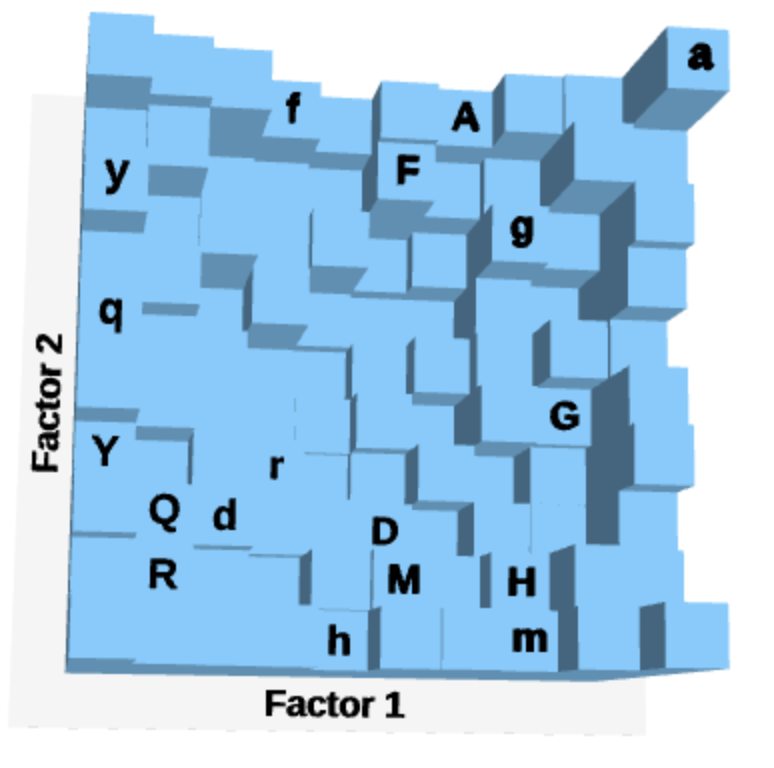 a
f A
y F
g
q
G
Y
r
Q d D
R M H
h m
Factor 2
Factor 1